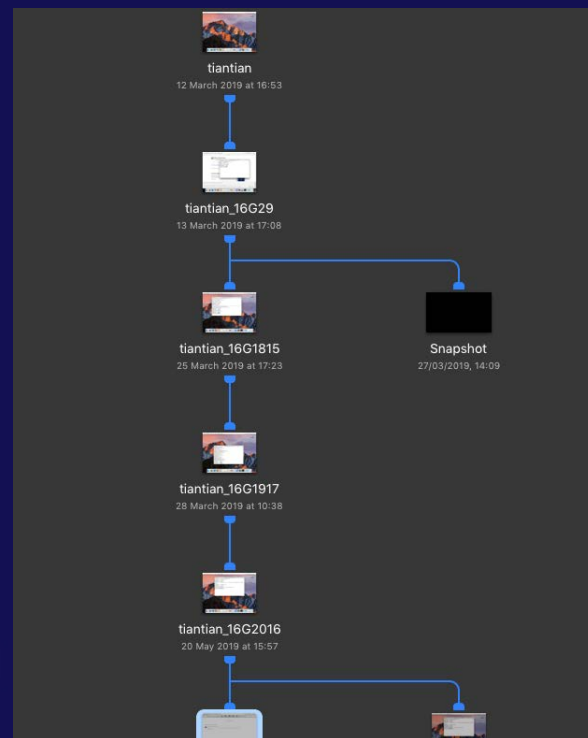 tiantian
12 March 2019 at 16:53
tiantian_16G29
13 March 2019 at 17:08
tiantian_16G1815
25 March 2019 at 17:23
Snapshot
27/03/2019, 14:09
tiantian_16G1917
28 March 2019 at 10:38
tiantian_16G2016
20 May 2019 at 15:57